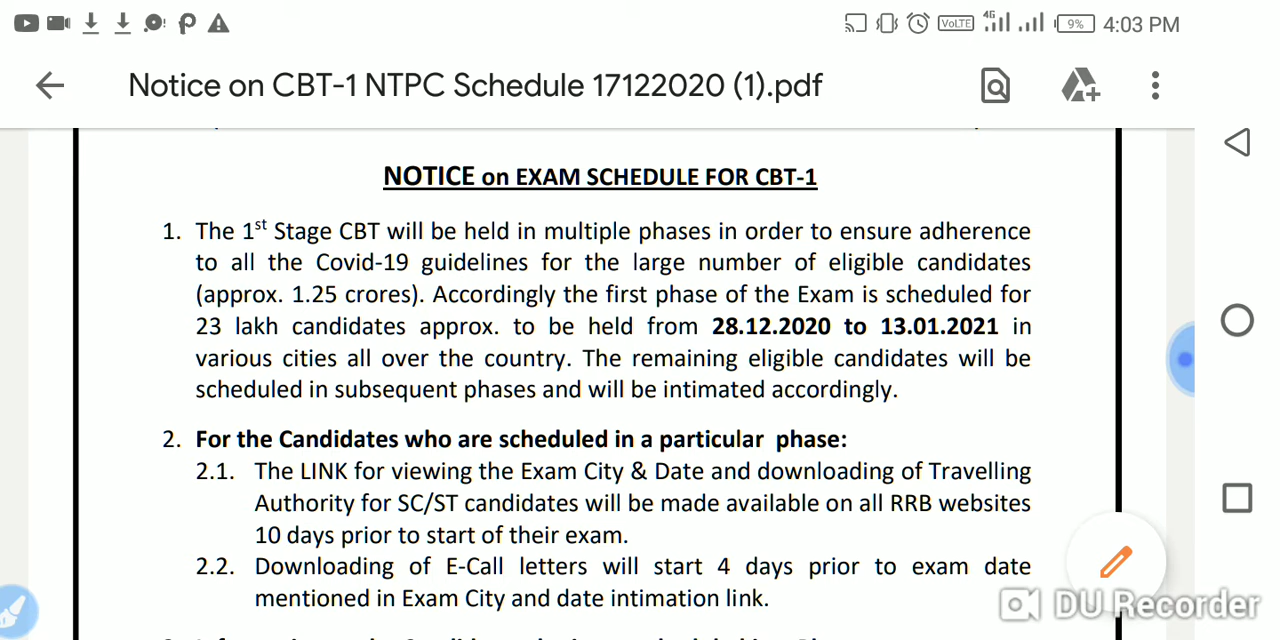 VoLTE 4G 9% 4:03 PM
Notice on CBT-1 NTPC Schedule 17122020 (1).pdf
NOTICE on EXAM SCHEDULE FOR CBT-1
1. The 1st Stage CBT will be held in multiple phases in order to ensure adherence
to all the Covid-19 guidelines for the large number of eligible candidates
(approx. 1.25 crores). Accordingly the first phase of the Exam is scheduled for
23 lakh candidates approx. to be held from 28.12.2020 to 13.01.2021 in
various cities all over the country. The remaining eligible candidates will be
scheduled in subsequent phases and will be intimated accordingly.
2. For the Candidates who are scheduled in a particular phase:
2.1. The LINK for viewing the Exam City & Date and downloading of Travelling
Authority for SC/ST candidates will be made available on all RRB websites
10 days prior to start of their exam.
2.2. Downloading of E-Call letters will start 4 days prior to exam date
mentioned in Exam City and date intimation link.
DU Recorder